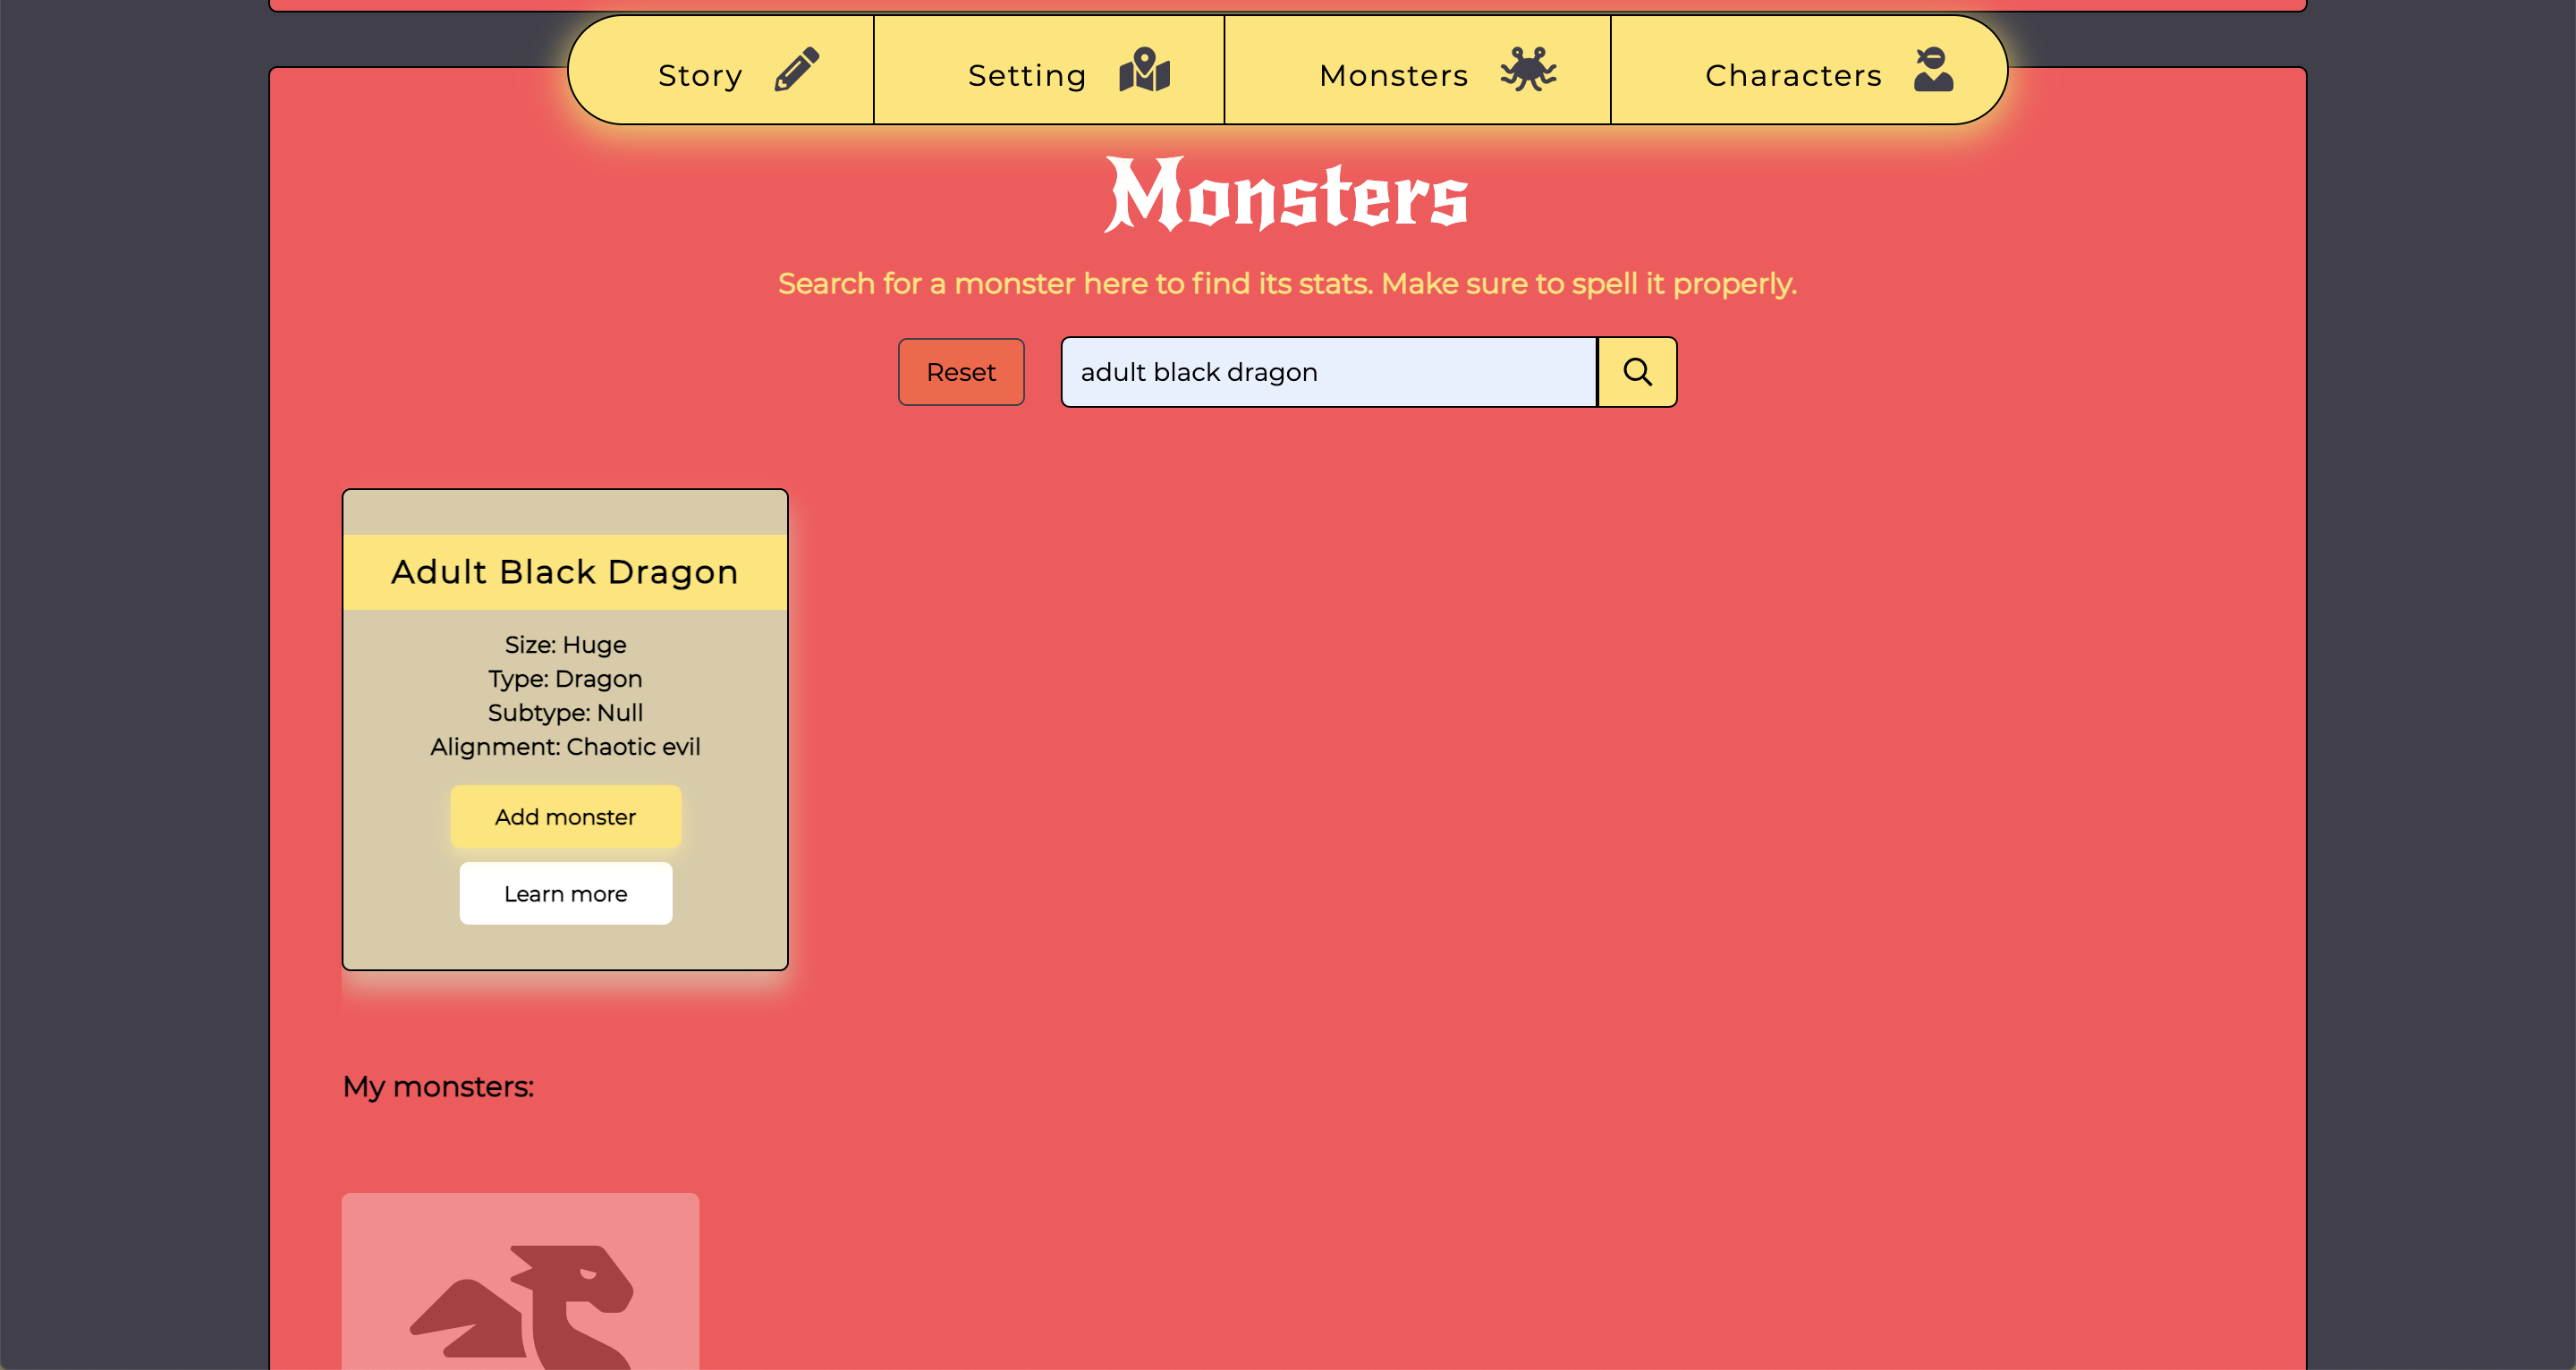 Story Setting Monsters Characters
Monsters
Search for a monster here to find its stats. Make sure to spell it properly.
Reset adult black dragon
Adult Black Dragon
Size: Huge
Type: Dragon
Subtype: Null
Alignment: Chaotic evil
Add monster
Learn more
My monsters: